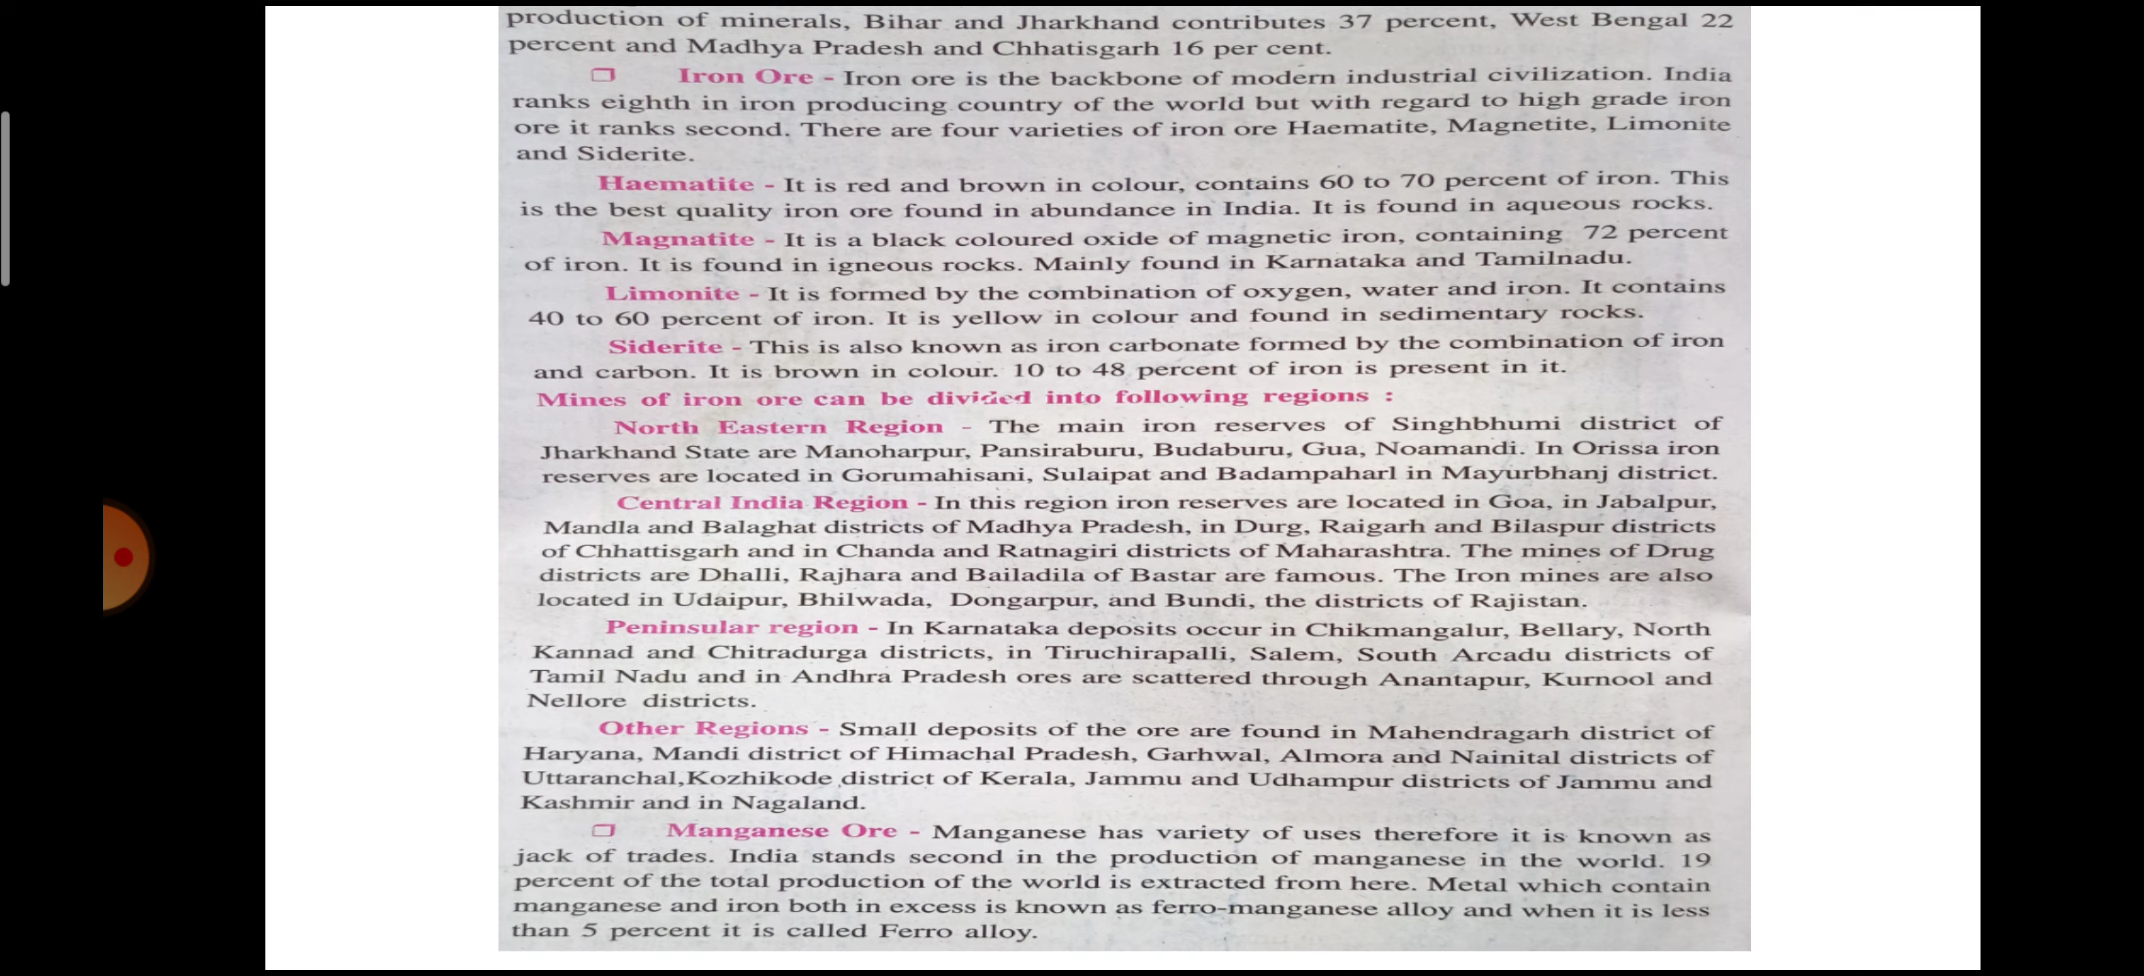 production of minerals, Bihar and Jharkhand contributes 37 percent, West Bengal 22
percent and Madhya Pradesh and Chhatisgarh 16 per cent.
Iron Ore - Iron ore is the backbone of modern industrial civilization. India
ranks eighth in iron producing country of the world but with regard to high grade iron
ore it ranks second. There are four varieties of iron ore Haematite, Magnetite, Limonite
and Siderite.
Haematite - It is red and brown in colour, contains 60 to 70 percent of iron. This
is the best quality iron ore found in abundance in India. It is found in aqueous rocks.
Magnatite - It is a black coloured oxide of magnetic iron, containing 72 percent
of iron. It is found in igneous rocks. Mainly found in Karnataka and Tamilnadu.
Limonite - It is formed by the combination of oxygen, water and iron. It contains
40 to 60 percent of iron. It is yellow in colour and found in sedimentary rocks.
Siderite - This is also known as iron carbonate formed by the combination of iron
and carbon. It is brown in colour. 10 to 48 percent of iron is present in it.
Mines of iron ore can be divided into following regions :
North Eastern Region - The main iron reserves of Singhbhumi district of
Jharkhand State are Manoharpur, Pansiraburu, Budaburu, Gua, Noamandi. In Orissa iron
reserves are located in Gorumahisani, Sulaipat and Badampaharl in Mayurbhanj district.
Central India Region - In this region iron reserves are located in Goa, in Jabalpur,
Mandla and Balaghat districts of Madhya Pradesh, in Durg, Raigarh and Bilaspur districts
of Chhattisgarh and in Chanda and Ratnagiri districts of Maharashtra. The mines of Drug
districts are Dhalli, Rajhara and Bailadila of Bastar are famous. The Iron mines are also
located in Udaipur, Bhilwada, Dongarpur, and Bundi, the districts of Rajistan.
Peninsular region - In Karnataka deposits occur in Chikmangalur, Bellary, North
Kannad and Chitradurga districts, in Tiruchirapalli, Salem, South Arcadu districts of
Tamil Nadu and in Andhra Pradesh ores are scattered through Anantapur, Kurnool and
Nellore districts.
Other Regions - Small deposits of the ore are found in Mahendragarh district of
Haryana, Mandi district of Himachal Pradesh, Garhwal, Almora and Nainital districts of
Uttaranchal,Kozhikode district of Kerala, Jammu and Udhampur districts of Jammu and
Kashmir and in Nagaland.
Manganese Ore - Manganese has variety of uses therefore it is known as
jack of trades. India stands second in the production of manganese in the world. 19
percent of the total production of the world is extracted from here. Metal which contain
manganese and iron both in excess is known as ferro-manganese alloy and when it is less
than 5 percent it is called Ferro alloy.